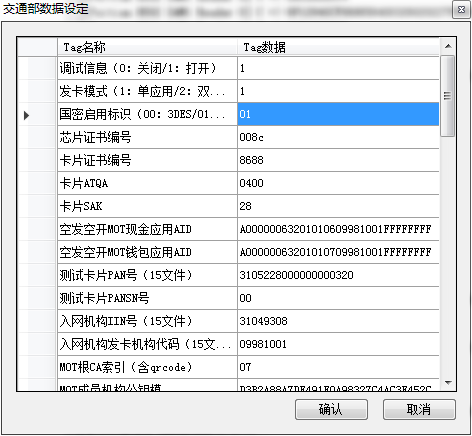 交通部数据设定
Tag名称 Tag数据
调试信息（0：关闭/1：打开） 1
发卡模式（1：单应用/2：双... 1
国密启用标识（00：3DES/01... 01
芯片证书编号 008c
卡片证书编号 8688
卡片ATQA 0400
卡片SAK 28
空发空开MOT现金应用AID A00000063201010609981001FFFFFFFF
空发空开MOT钱包应用AID A00000063201010709981001FFFFFFFF
测试卡片PAN号（15文件） 3105228000000000320
测试卡片PANSN号 00
入网机构IIN号（15文件） 31049308
入网机构发卡机构代码（15文... 09981001
MOT根CA索引（含qrcode） 07
MOT成员机构公钥模
确认 取消